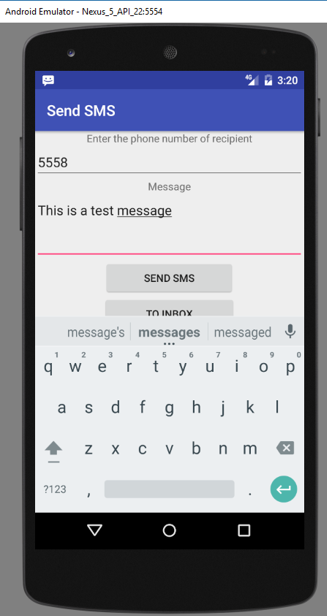 Android Emulator - Nexus_5_API_22:5554
4G 3:20
Send SMS
Enter the phone number of recipient
5558
Message
This is a test message
SEND SMS
TO INBOX
message's messages messaged
1 2 3 4 5 6 7 8 9 0
q w e r t y u i o p
a s d f g h j k l
z x c v b n m
?123 , .